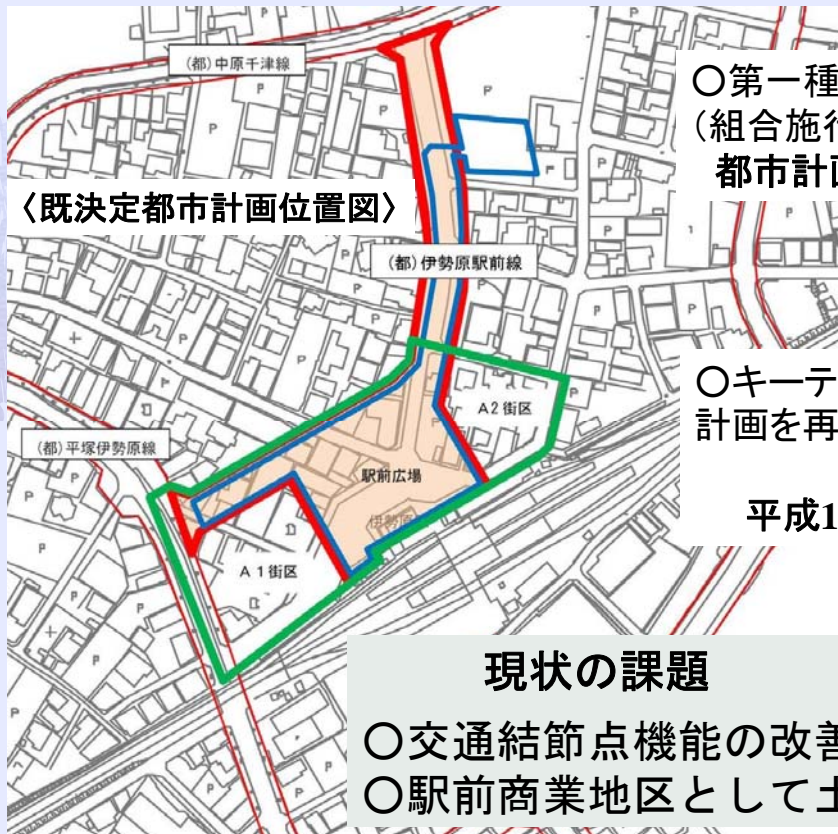 (都)中原千津線
〇第一種
(組合施行
都市計画
〈既決定都市計画位置図〉
(都)伊勢原駅前線
〇キーテ
計画を再
平成1
A2街区
(都)平塚伊勢原線
駅前広場
伊勢原
A1街区
現状の課題
〇交通結節点機能の改善
〇駅前商業地区として土